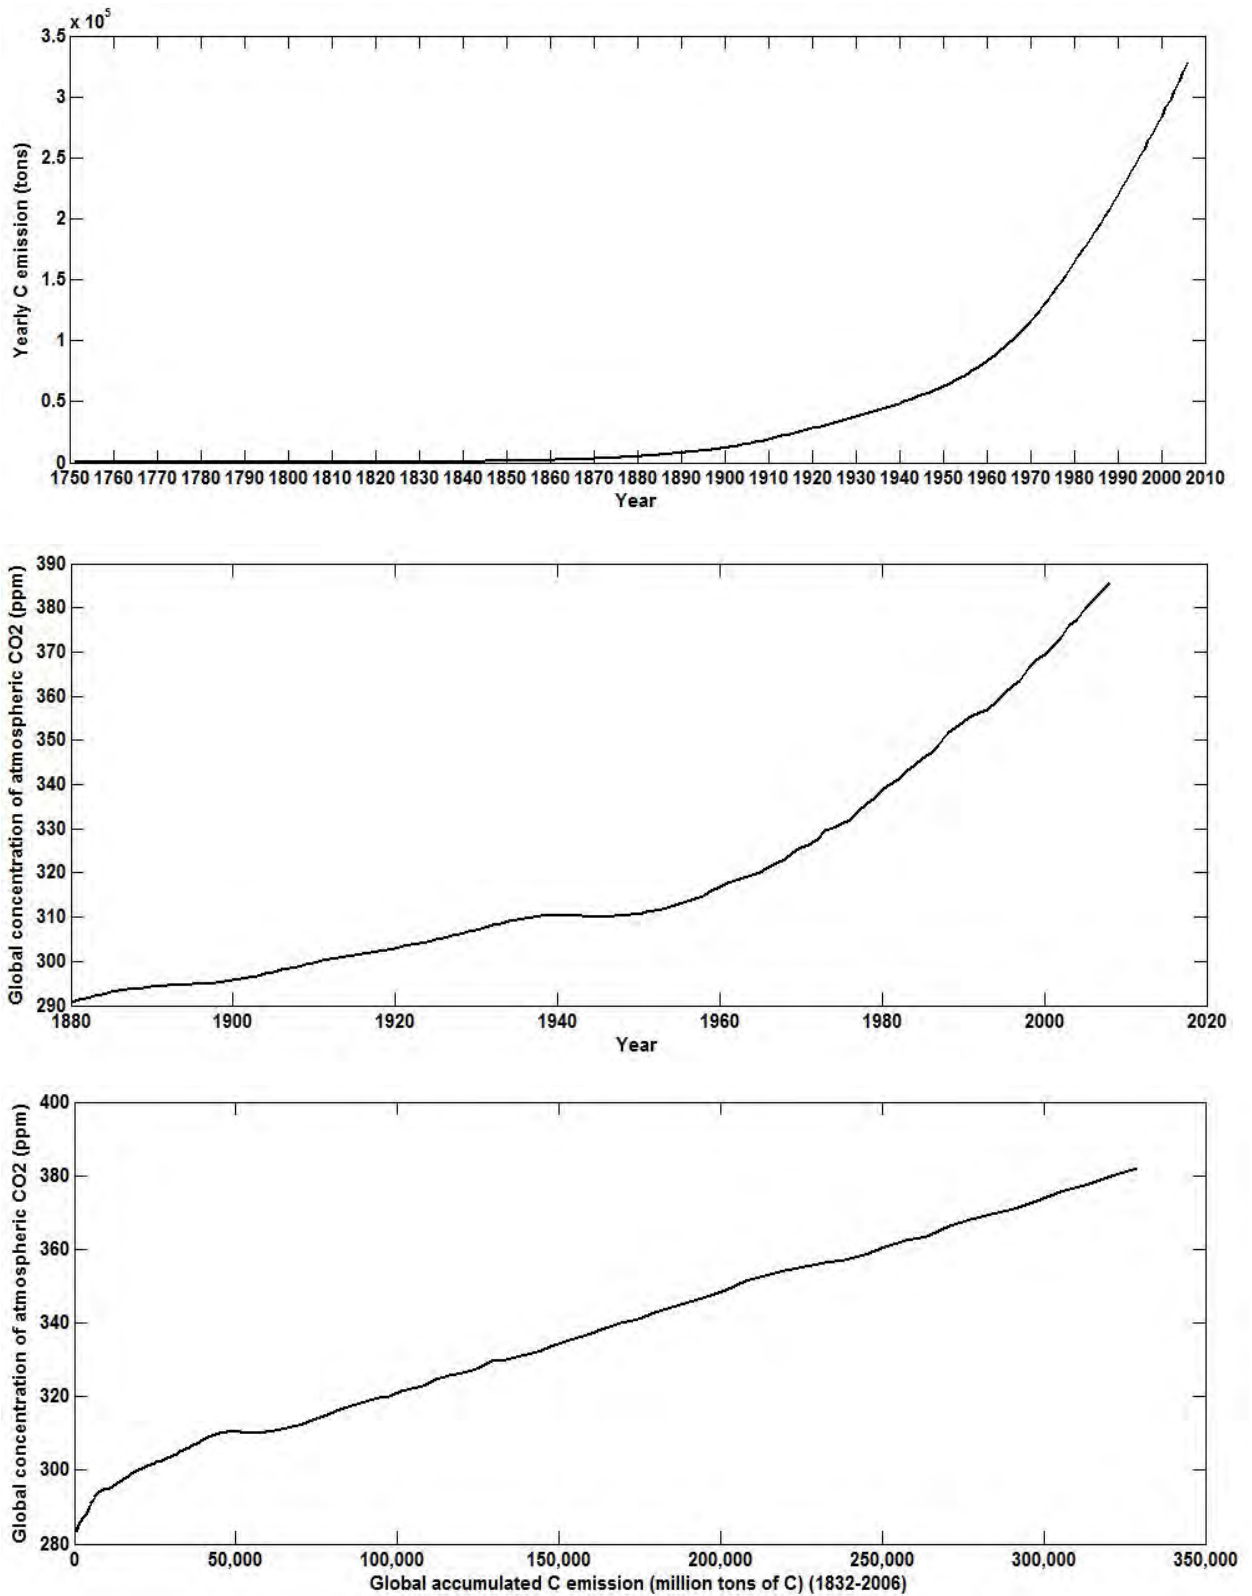 x 10^5
3.5
3
2.5
2
1.5
1
0.5
0
Yearly C emission (tons)
1750 1760 1770 1780 1790 1800 1810 1820 1830 1840 1850 1860 1870 1880 1890 1900 1910 1920 1930 1940 1950 1960 1970 1980 1990 2000 2010
Year
390
380
370
360
350
340
330
320
310
300
290
Global concentration of atmospheric CO2 (ppm)
1880 1900 1920 1940 1960 1980 2000 2020
Year
400
380
360
340
320
300
280
Global concentration of atmospheric CO2 (ppm)
0 50,000 100,000 150,000 200,000 250,000 300,000 350,000
Global accumulated C emission (million tons of C) (1832-2006)